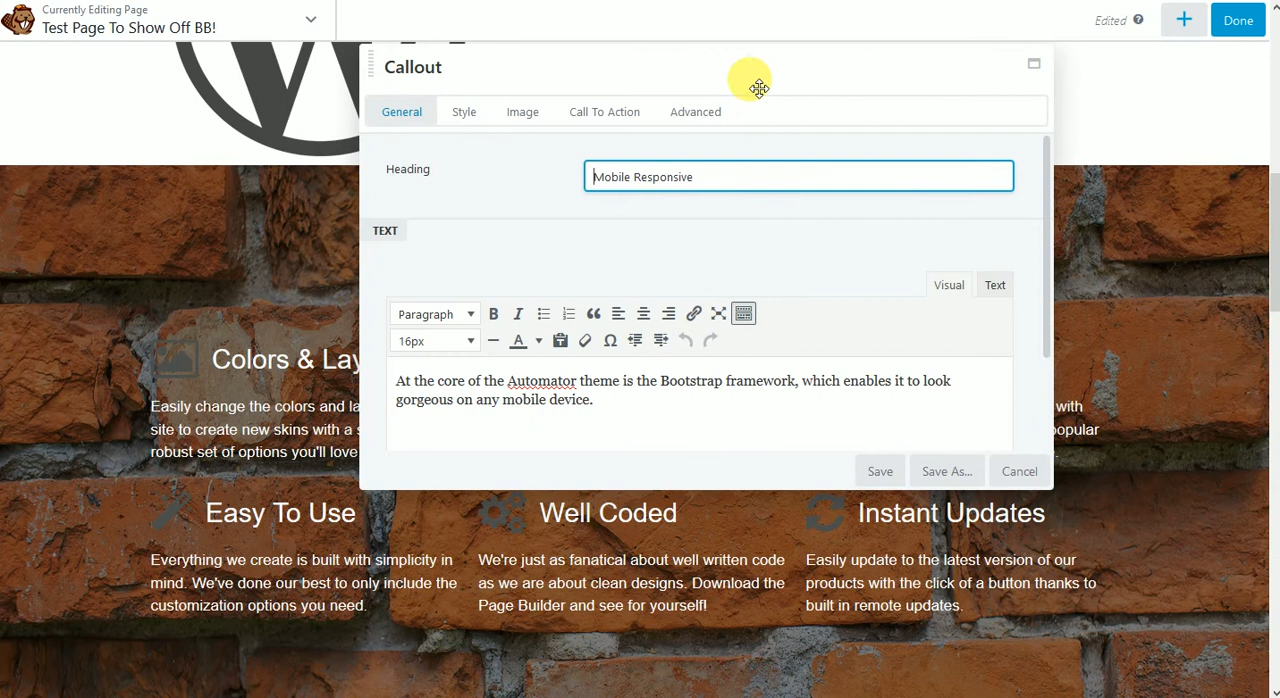 Currently Editing Page
Test Page To Show Off BB!
Edited
Done
Callout
General
Style
Image
Call To Action
Advanced
Heading
Mobile Responsive
TEXT
Visual
Text
Paragraph
16px
At the core of the Automator theme is the Bootstrap framework, which enables it to look
gorgeous on any mobile device.
Save
Save As...
Cancel
Colors & Lay
Easily change the colors and la
site to create new skins with a s
robust set of options you'll love
with
popular
Easy To Use
Everything we create is built with simplicity in
mind. We've done our best to only include the
customization options you need.
Well Coded
We're just as fanatical about well written code
as we are about clean designs. Download the
Page Builder and see for yourself!
Instant Updates
Easily update to the latest version of our
products with the click of a button thanks to
built in remote updates.